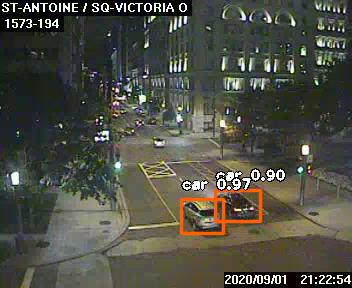 ST-ANTOINE / SQ-VICTORIA O
1573-194
car 0.90
car 0.97
2020/09/01 21:22:54